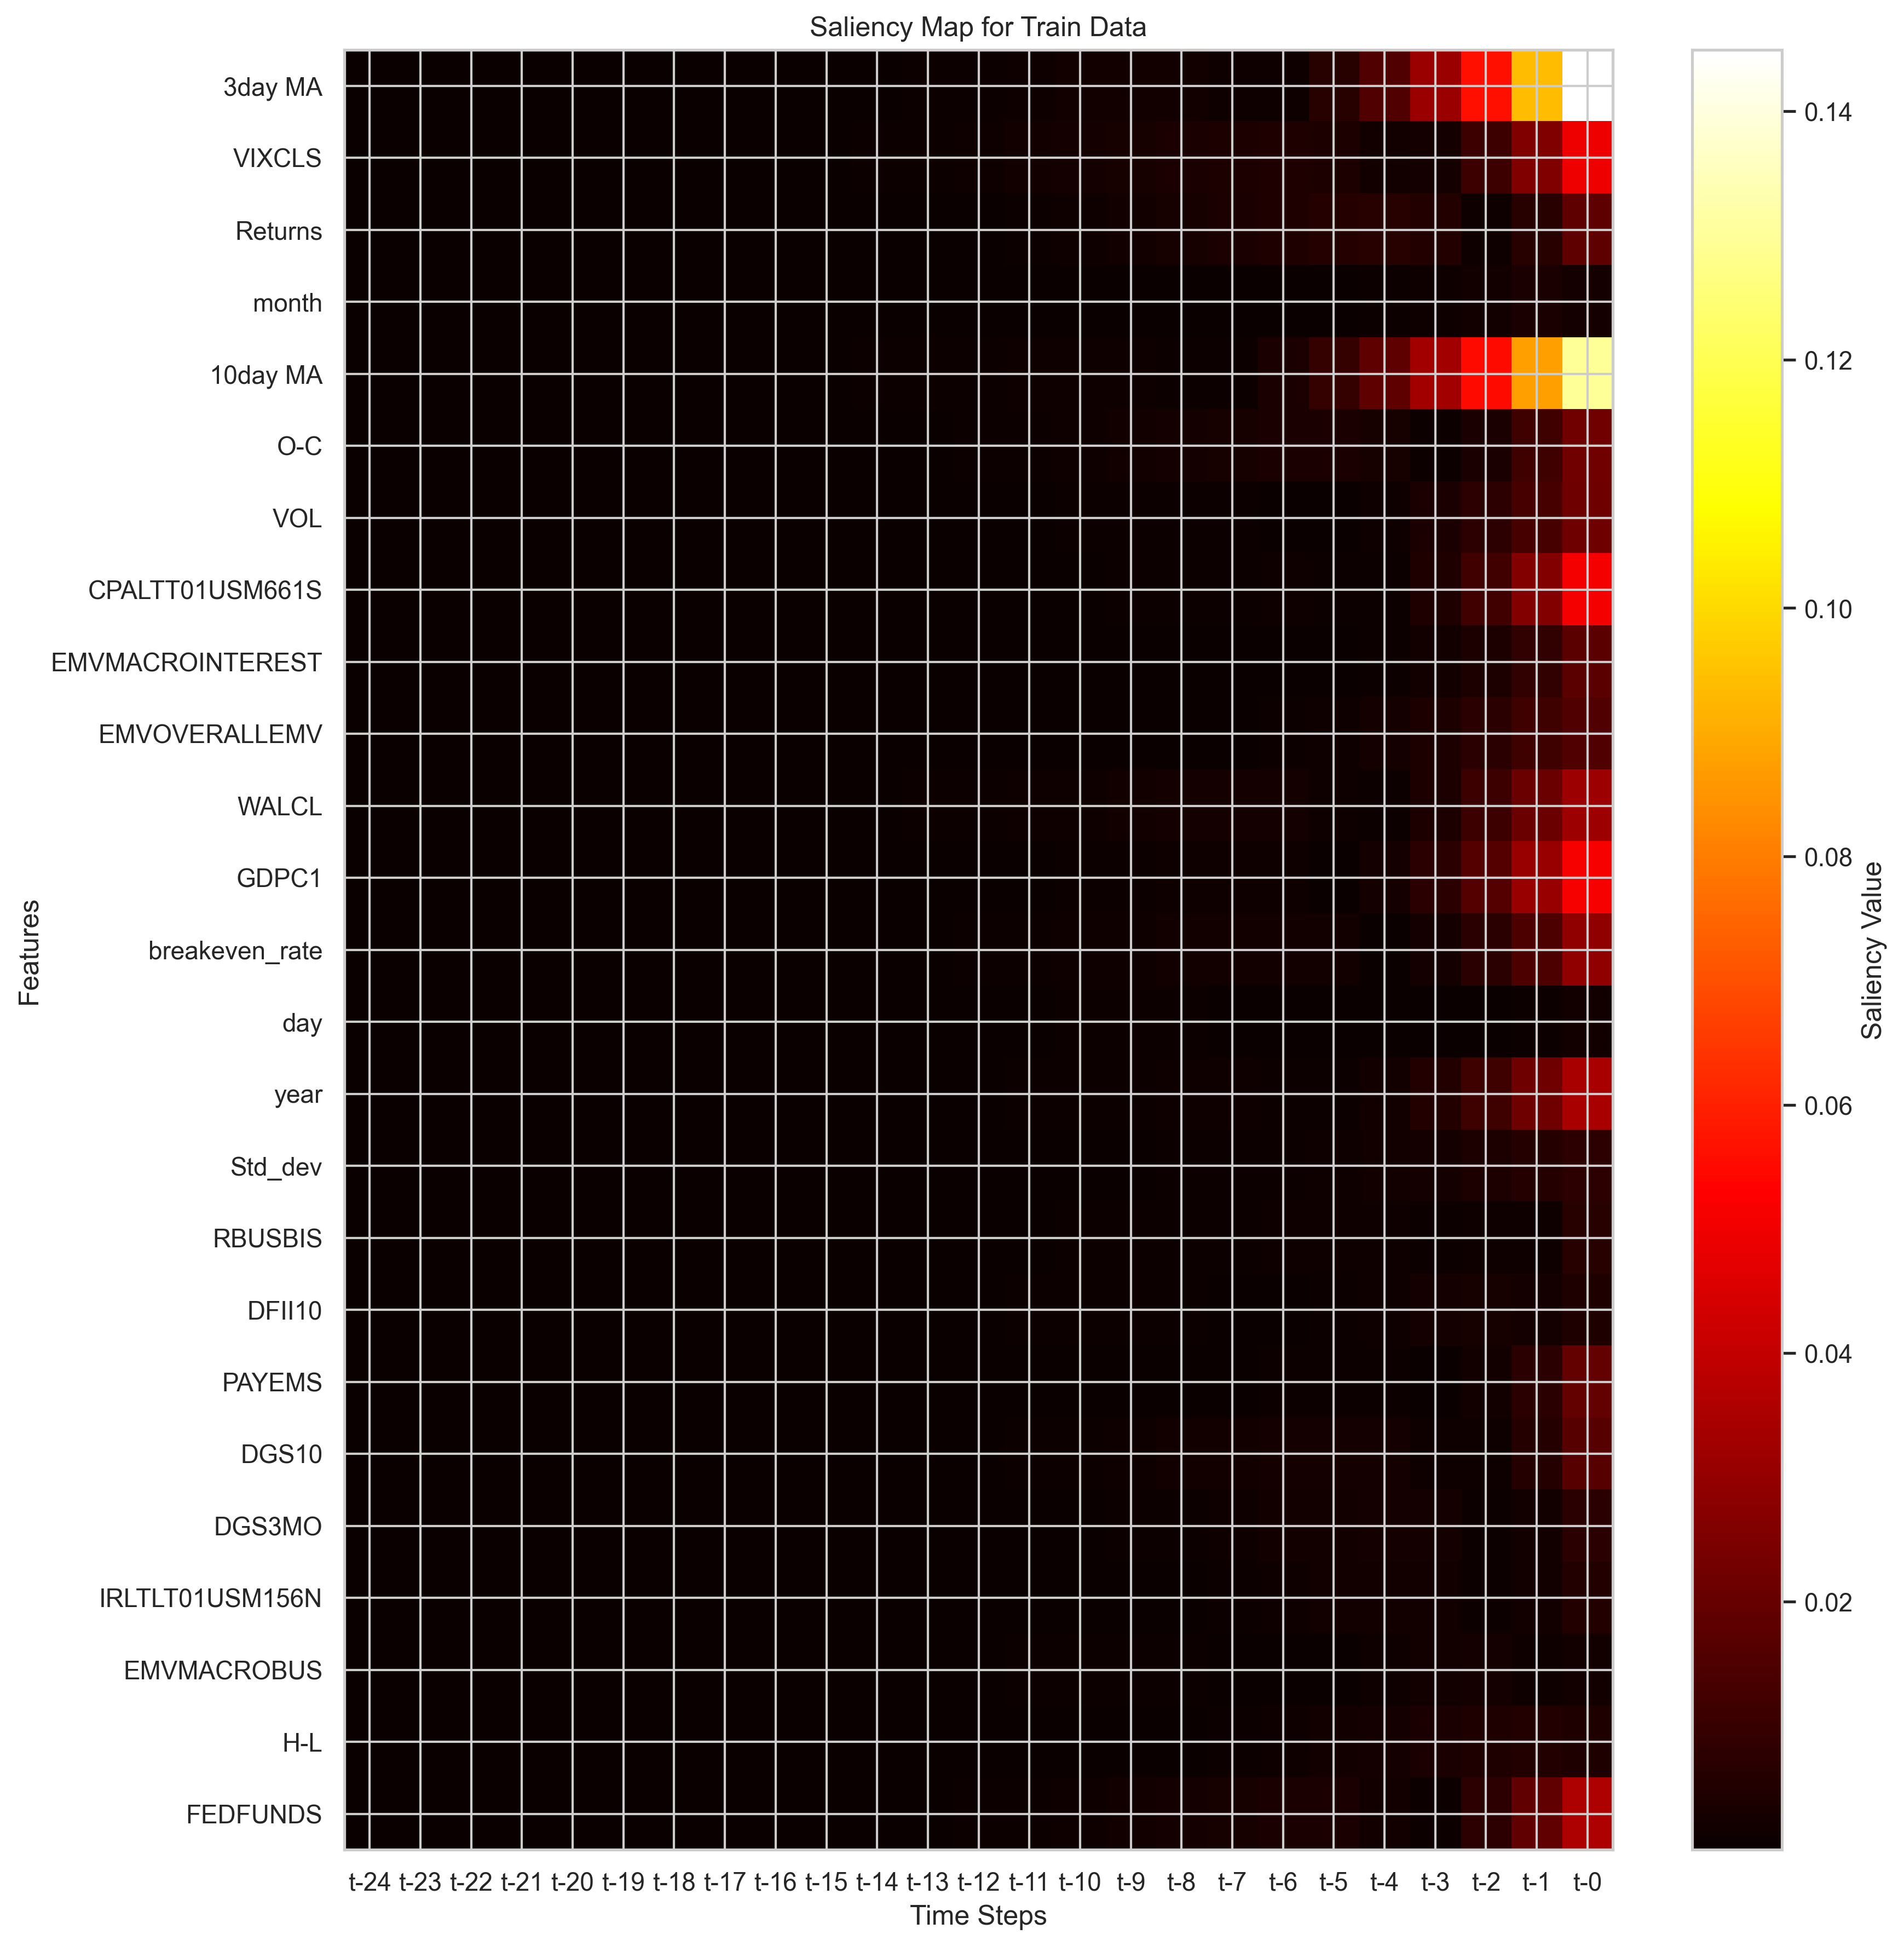 Saliency Map for Train Data
3day MA
VIXCLS
Returns
month
10day MA
O-C
VOL
CPALTT01USM661S
EMVMACROINTEREST
EMVOVERALLEMV
WALCL
GDPC1
breakeven_rate
day
year
Std_dev
RBUSBIS
DFII10
PAYEMS
DGS10
DGS3MO
IRLTLT01USM156N
EMVMACROBUS
H-L
FEDFUNDS
Features
t-24 t-23 t-22 t-21 t-20 t-19 t-18 t-17 t-16 t-15 t-14 t-13 t-12 t-11 t-10 t-9 t-8 t-7 t-6 t-5 t-4 t-3 t-2 t-1 t-0
Time Steps
0.14
0.12
0.10
0.08
0.06
0.04
0.02
Saliency Value